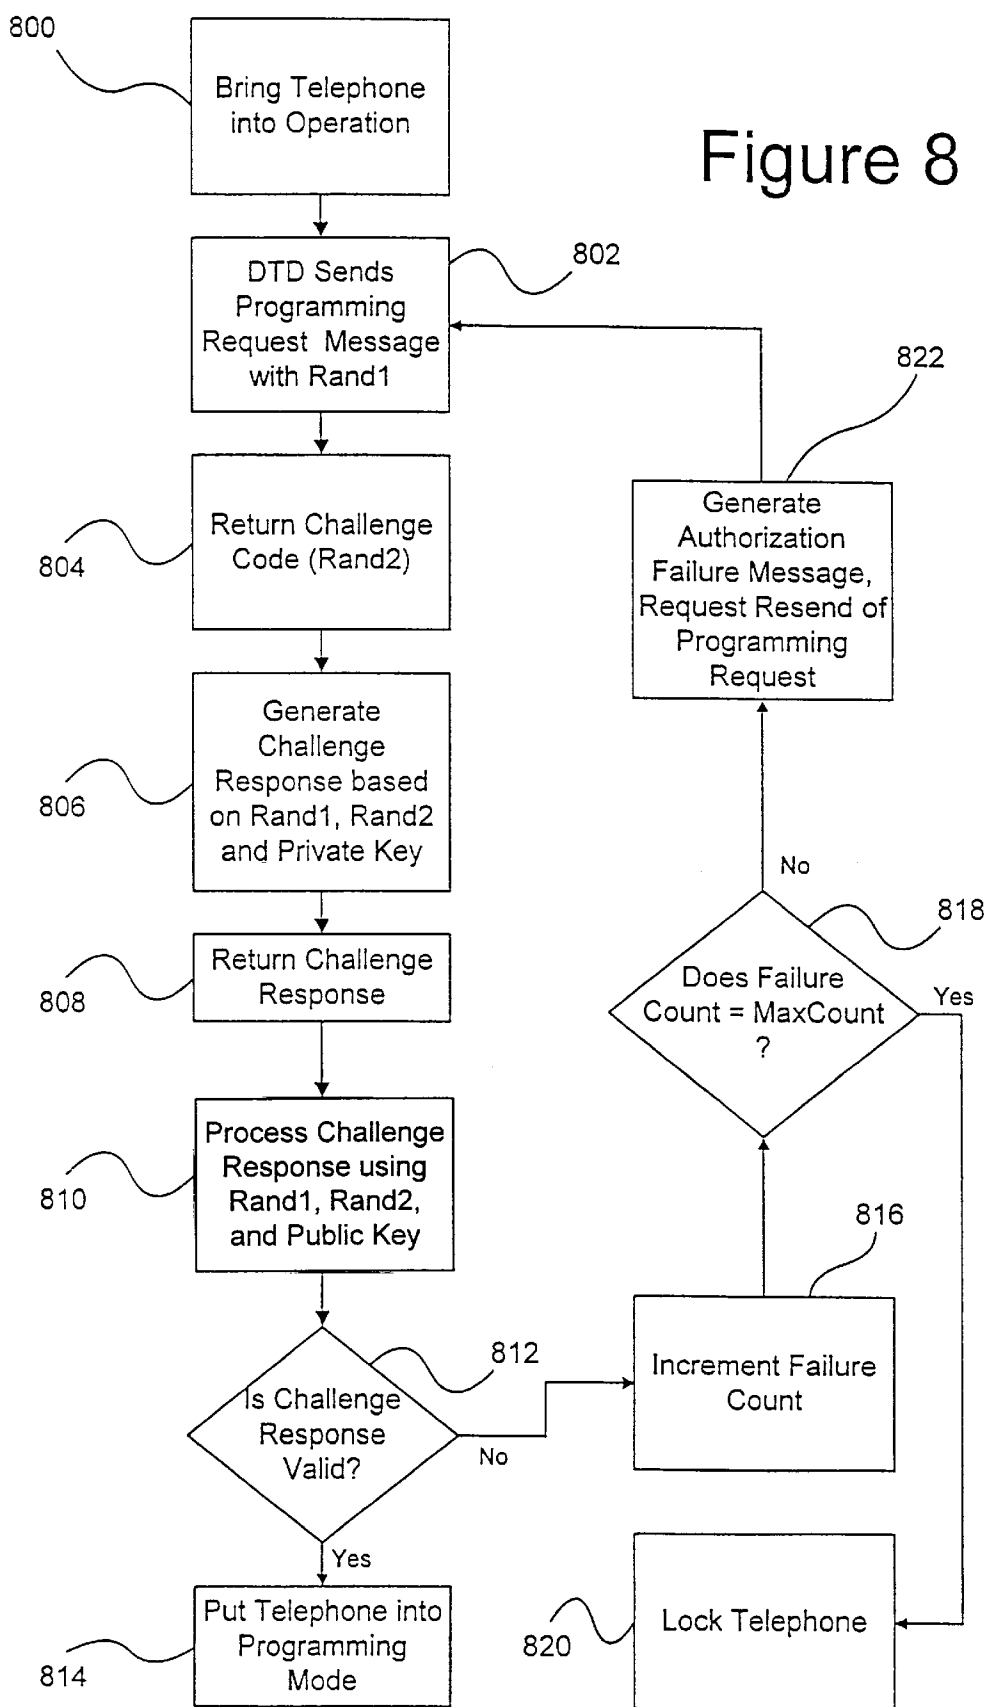 800
Bring Telephone
into Operation
Figure 8
802
DTD Sends
Programming
Request Message
with Rand1
822
804
Return Challenge
Code (Rand2)
Generate
Authorization
Failure Message,
Request Resend of
Programming
Request
806
Generate
Challenge
Response based
on Rand1, Rand2
and Private Key
No
818
808
Return Challenge
Response
Does Failure
Count = MaxCount
?
Yes
810
Process Challenge
Response using
Rand1, Rand2,
and Public Key
816
Increment Failure
Count
812
Is Challenge
Response
Valid?
No
Yes
814
Put Telephone into
Programming
Mode
820
Lock Telephone